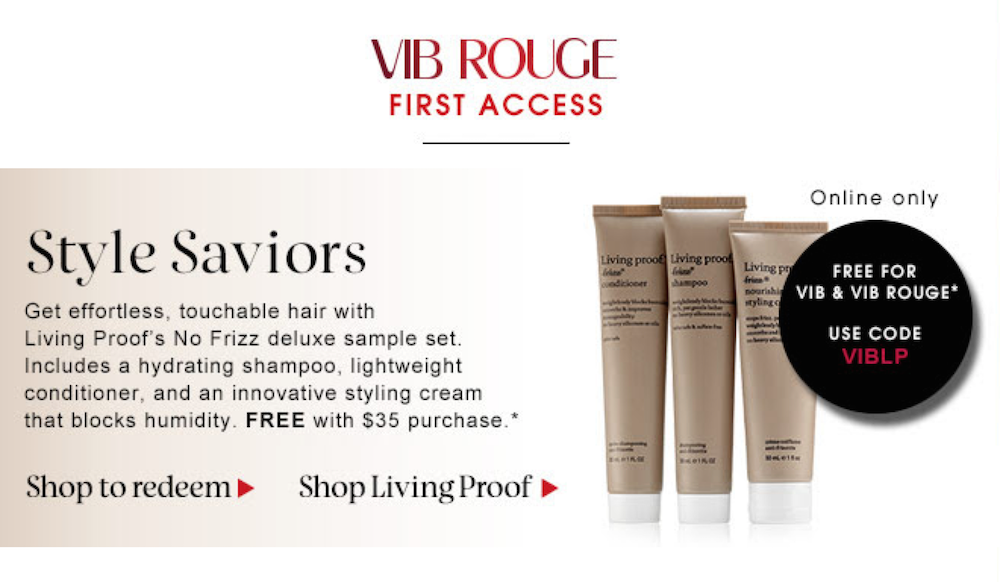 VIB ROUGE
FIRST ACCESS
Style Saviors
Get effortless, touchable hair with
Living Proof's No Frizz deluxe sample set.
Includes a hydrating shampoo, lightweight
conditioner, and an innovative styling cream
that blocks humidity. FREE with $35 purchase.*
Shop to redeem
Shop Living Proof
Living proof
conditioner
Living proof
shampoo
Living
styling
Online only
FREE FOR
VIB & VIB ROUGE*
USE CODE
VIBLP